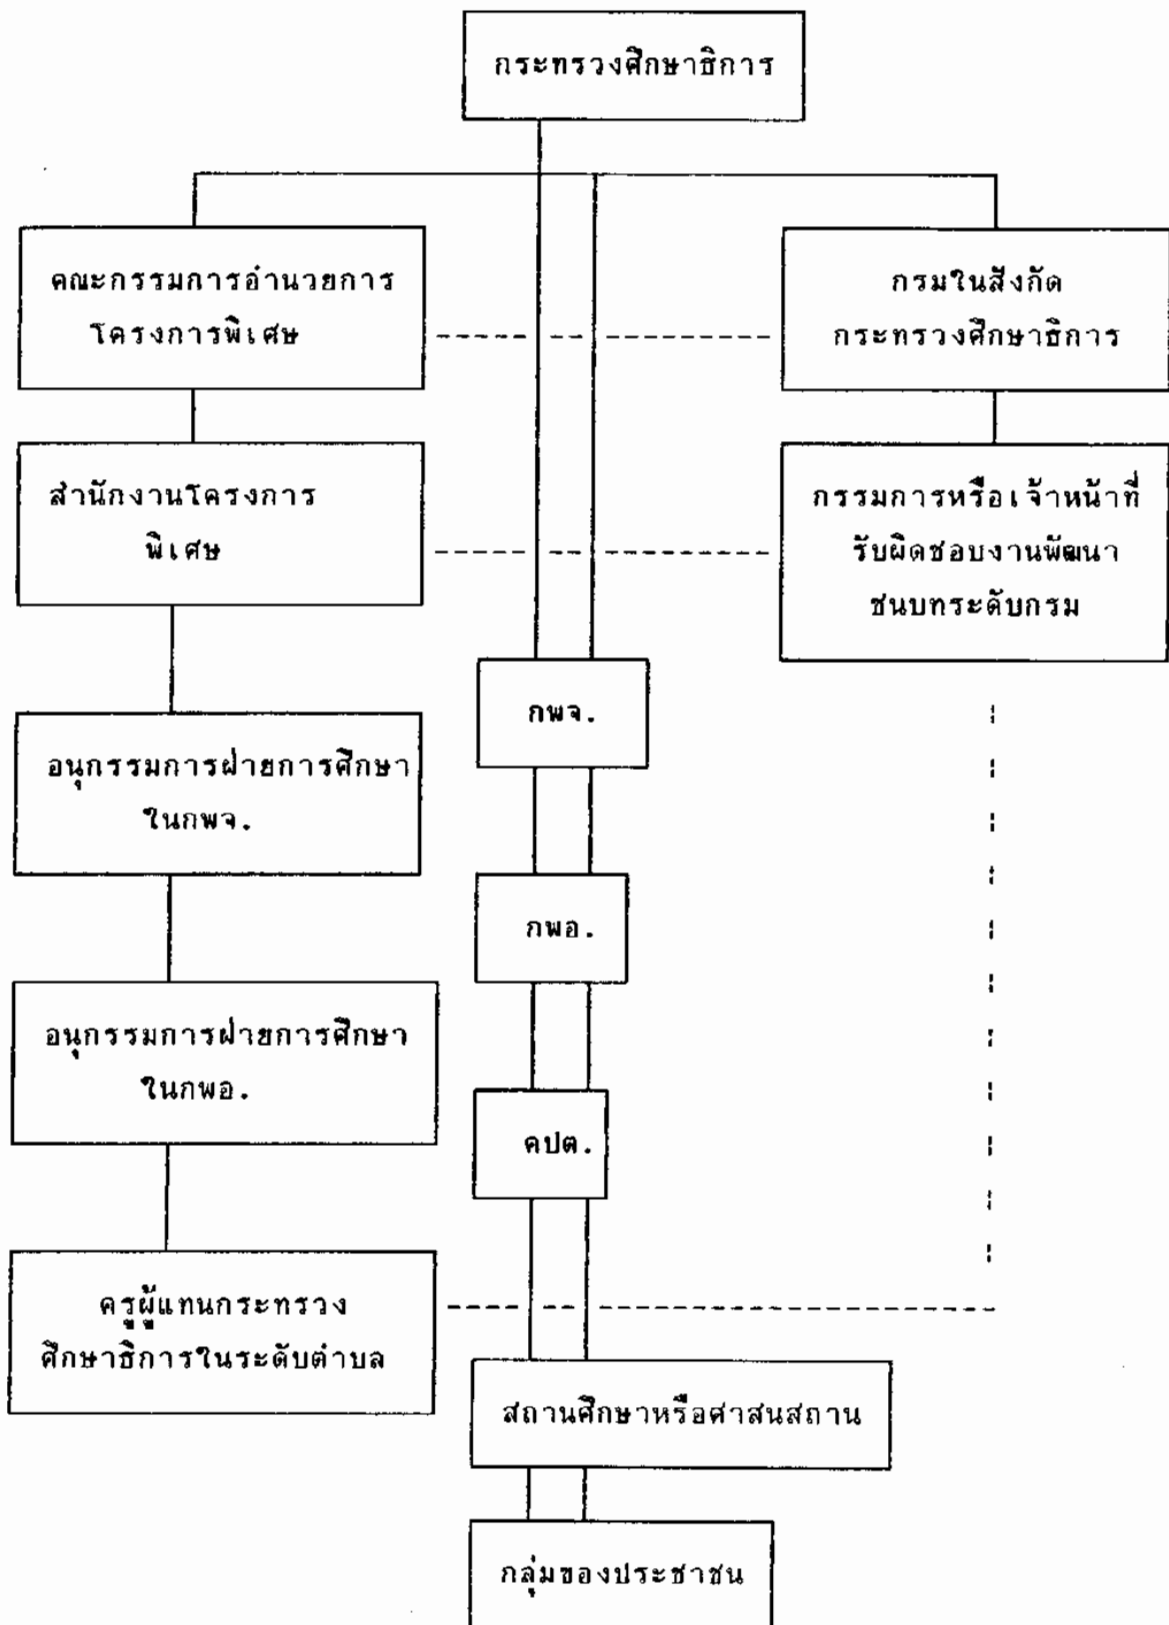 กระทรวงศึกษาธิการ
คณะกรรมการอำนวยการ
โครงการพิเศษ
กรมในสังกัด
กระทรวงศึกษาธิการ
สำนักงานโครงการ
พิเศษ
กรรมการหรือเจ้าหน้าที่
รับผิดชอบงานพัฒนา
ชนบทระดับกรม
กพจ.
อนุกรรมการฝ่ายการศึกษา
ในกพจ.
กพอ.
อนุกรรมการฝ่ายการศึกษา
ในกพอ.
คปต.
ครูผู้แทนกระทรวง
ศึกษาธิการในระดับตำบล
สถานศึกษาหรือศาสนสถาน
กลุ่มของประชาชน